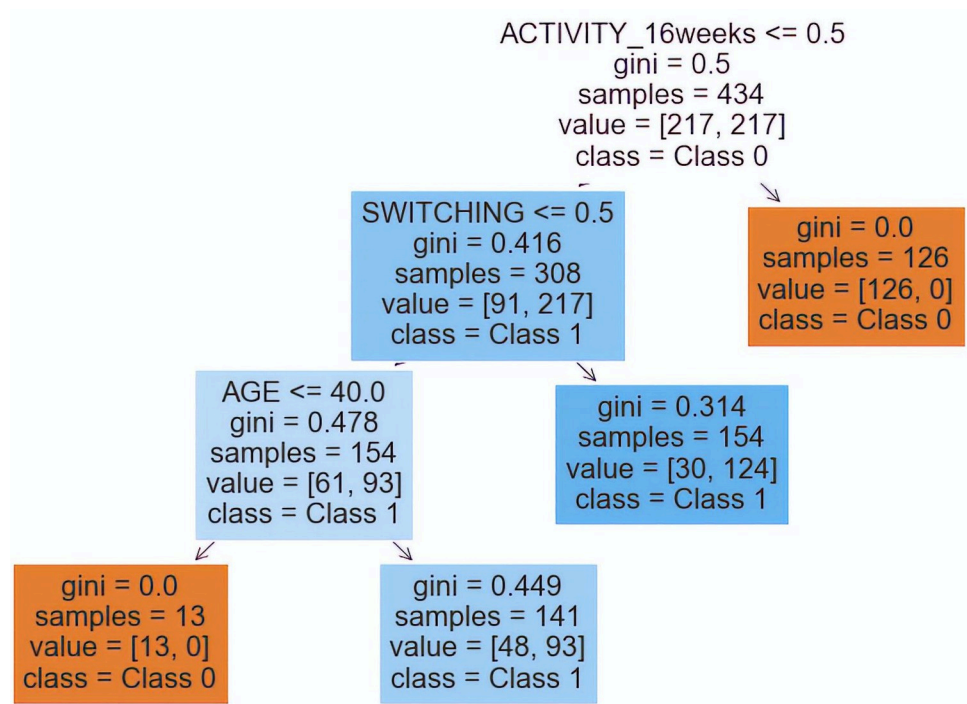 ACTIVITY_16weeks <= 0.5
gini = 0.5
samples = 434
value = [217, 217]
class = Class 0
SWITCHING <= 0.5
gini = 0.416
samples = 308
value = [91, 217]
class = Class 1
gini = 0.0
samples = 126
value = [126, 0]
class = Class 0
AGE <= 40.0
gini = 0.478
samples = 154
value = [61, 93]
class = Class 1
gini = 0.314
samples = 154
value = [30, 124]
class = Class 1
gini = 0.0
samples = 13
value = [13, 0]
class = Class 0
gini = 0.449
samples = 141
value = [48, 93]
class = Class 1